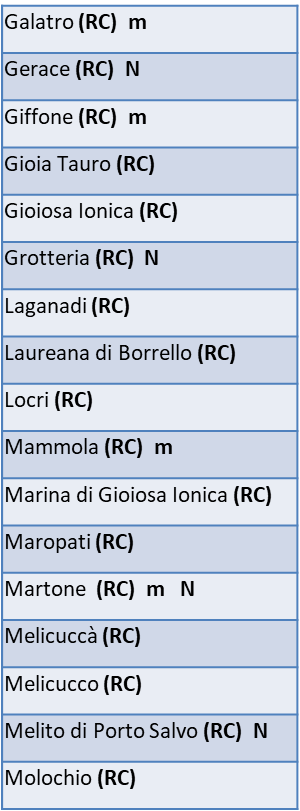 Galatro (RC) m
Gerace (RC) N
Giffone (RC) m
Gioia Tauro (RC)
Gioiosa Ionica (RC)
Grotteria (RC) N
Laganadi (RC)
Laureana di Borrello (RC)
Locri (RC)
Mammola (RC) m
Marina di Gioiosa Ionica (RC)
Maropati (RC)
Martone (RC) m N
Melicuccà (RC)
Melicucco (RC)
Melito di Porto Salvo (RC) N
Molochio (RC)